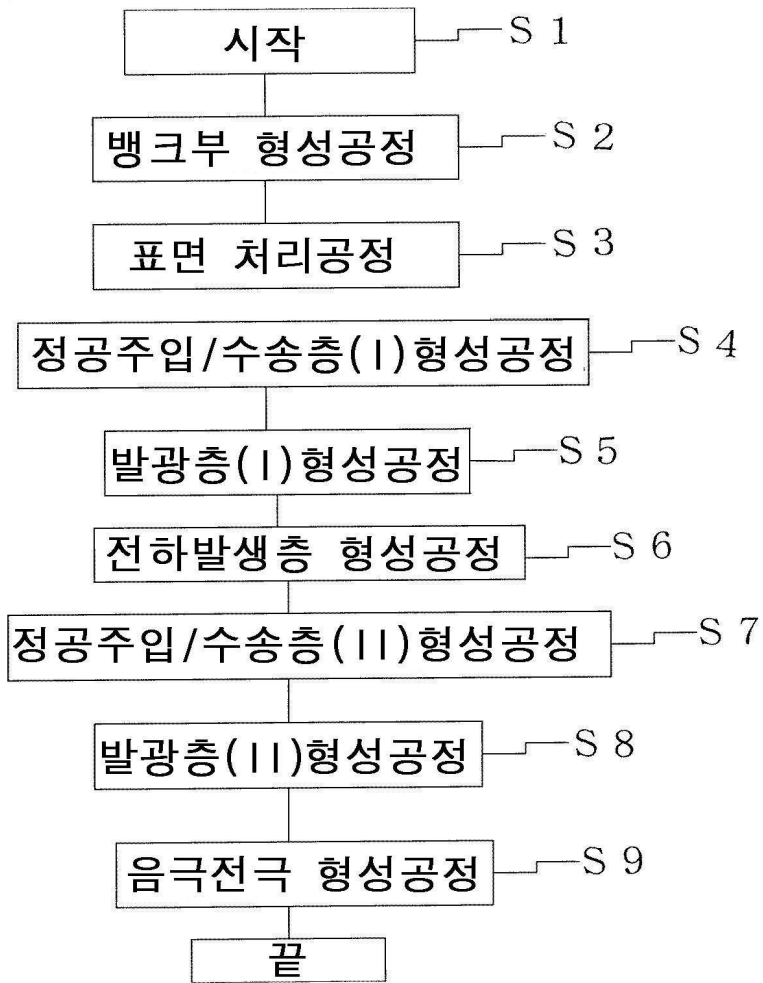 시작 S 1
뱅크부 형성공정 S 2
표면 처리공정 S 3
정공주입/수송층(I)형성공정 S 4
발광층(I)형성공정 S 5
전하발생층 형성공정 S 6
정공주입/수송층(II)형성공정 S 7
발광층(II)형성공정 S 8
음극전극 형성공정 S 9
끝